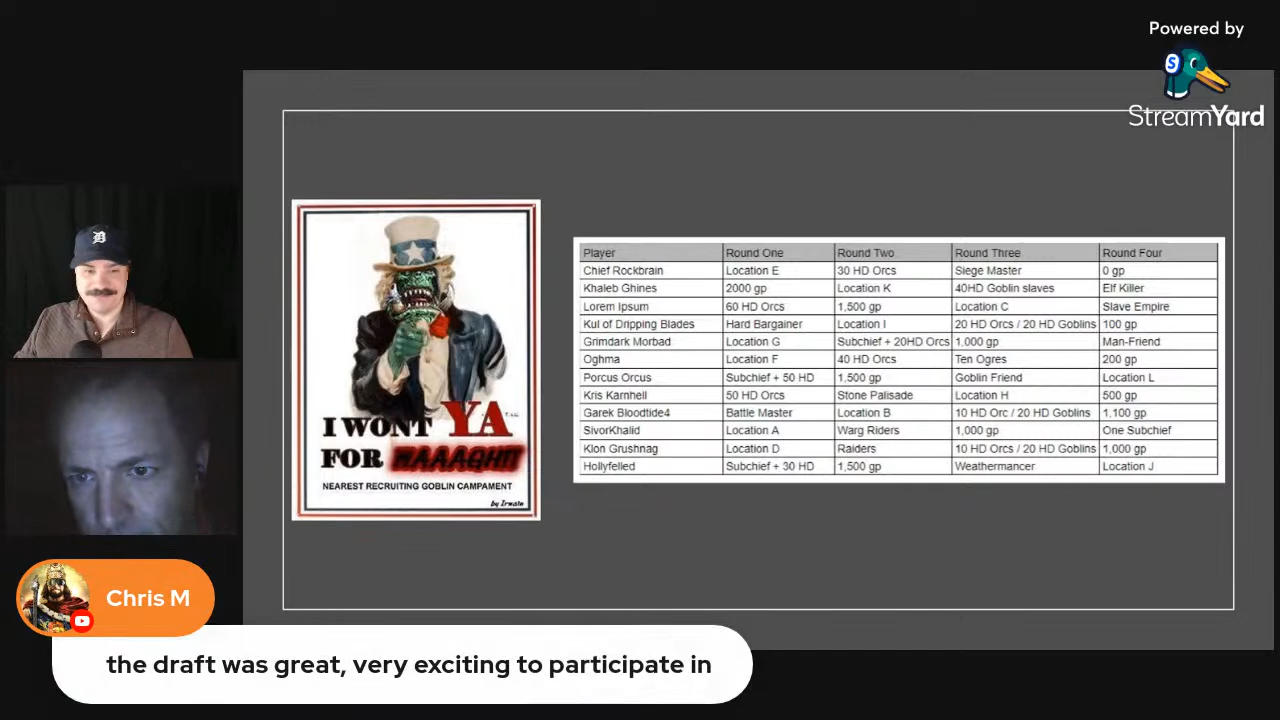 Powered by
StreamYard
I WONT YA
FOR WAAAGH!!
NEAREST RECRUITING GOBLIN CAMPAMENT
by Irwate
Player Round One Round Two Round Three Round Four
Chief Rockbrain Location E 30 HD Orcs Siege Master 0 gp
Khaleb Ghines 2000 gp Location K 40HD Goblin slaves Elf Killer
Lorem Ipsum 60 HD Orcs 1,500 gp Location C Slave Empire
Kul of Dripping Blades Hard Bargainer Location I 20 HD Orcs / 20 HD Goblins 100 gp
Grimdark Morbad Location G Subchief + 20HD Orcs 1,000 gp Man-Friend
Oghma Location F 40 HD Orcs Ten Ogres 200 gp
Porcus Orcus Subchief + 50 HD 1,500 gp Goblin Friend Location L
Kris Karnhell 50 HD Orcs Stone Palisade Location H 500 gp
Garek Bloodtide4 Battle Master Location B 10 HD Orc / 20 HD Goblins 1,100 gp
SivorKhalid Location A Warg Riders 1,000 gp One Subchief
Klon Grushnag Location D Raiders 10 HD Orcs / 20 HD Goblins 1,000 gp
Hollyfelled Subchief + 30 HD 1,500 gp Weathermancer Location J
Chris M
the draft was great, very exciting to participate in